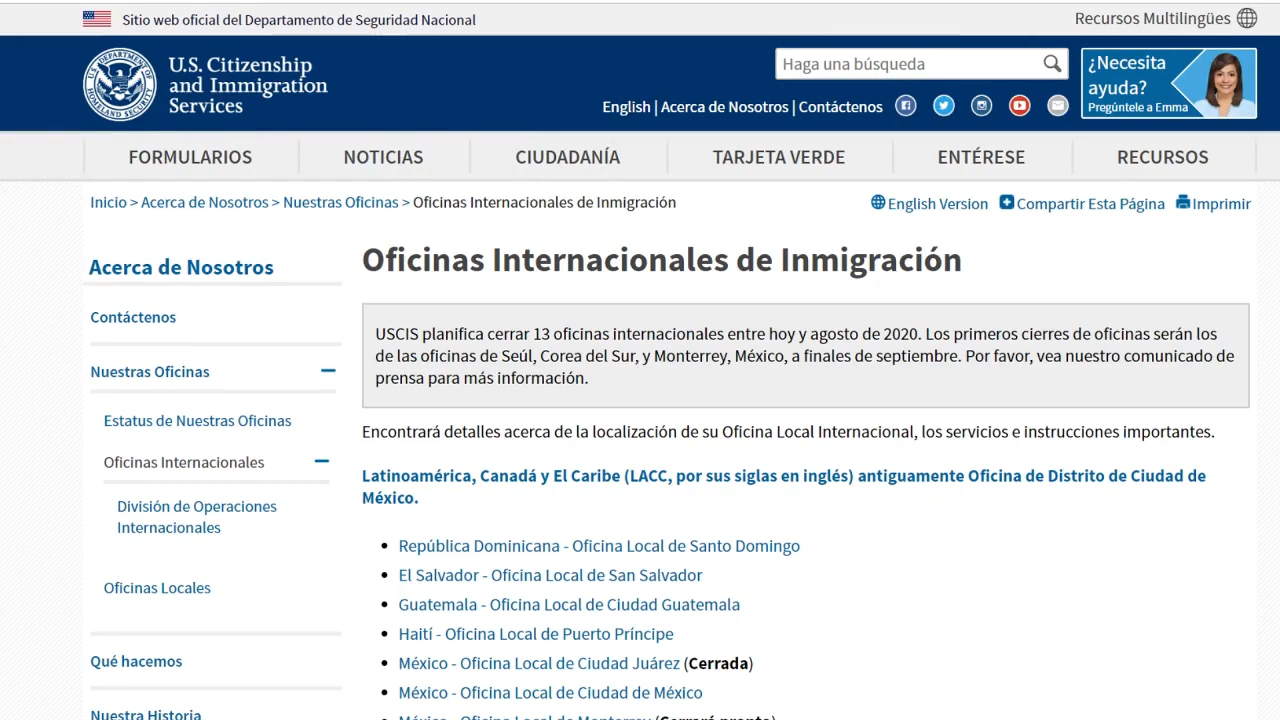 Sitio web oficial del Departamento de Seguridad Nacional
Recursos Multilingües
U.S. Citizenship
and Immigration
Services
Haga una búsqueda
¿Necesita
ayuda?
Pregúntele a Emma
English | Acerca de Nosotros | Contáctenos
FORMULARIOS
NOTICIAS
CIUDADANÍA
TARJETA VERDE
ENTÉRESE
RECURSOS
Inicio > Acerca de Nosotros > Nuestras Oficinas > Oficinas Internacionales de Inmigración
English Version
Compartir Esta Página
Imprimir
Acerca de Nosotros
Contáctenos
Nuestras Oficinas
Estatus de Nuestras Oficinas
Oficinas Internacionales
División de Operaciones
Internacionales
Oficinas Locales
Qué hacemos
Nuestra Historia
Oficinas Internacionales de Inmigración
USCIS planifica cerrar 13 oficinas internacionales entre hoy y agosto de 2020. Los primeros cierres de oficinas serán los
de las oficinas de Seúl, Corea del Sur, y Monterrey, México, a finales de septiembre. Por favor, vea nuestro comunicado de
prensa para más información.
Encontrará detalles acerca de la localización de su Oficina Local Internacional, los servicios e instrucciones importantes.
Latinoamérica, Canadá y El Caribe (LACC, por sus siglas en inglés) antiguamente Oficina de Distrito de Ciudad de
México.
República Dominicana - Oficina Local de Santo Domingo
El Salvador - Oficina Local de San Salvador
Guatemala - Oficina Local de Ciudad Guatemala
Haití - Oficina Local de Puerto Príncipe
México - Oficina Local de Ciudad Juárez (Cerrada)
México - Oficina Local de Ciudad de México
México - Oficina Local de Monterrey (Cerrará pronto)